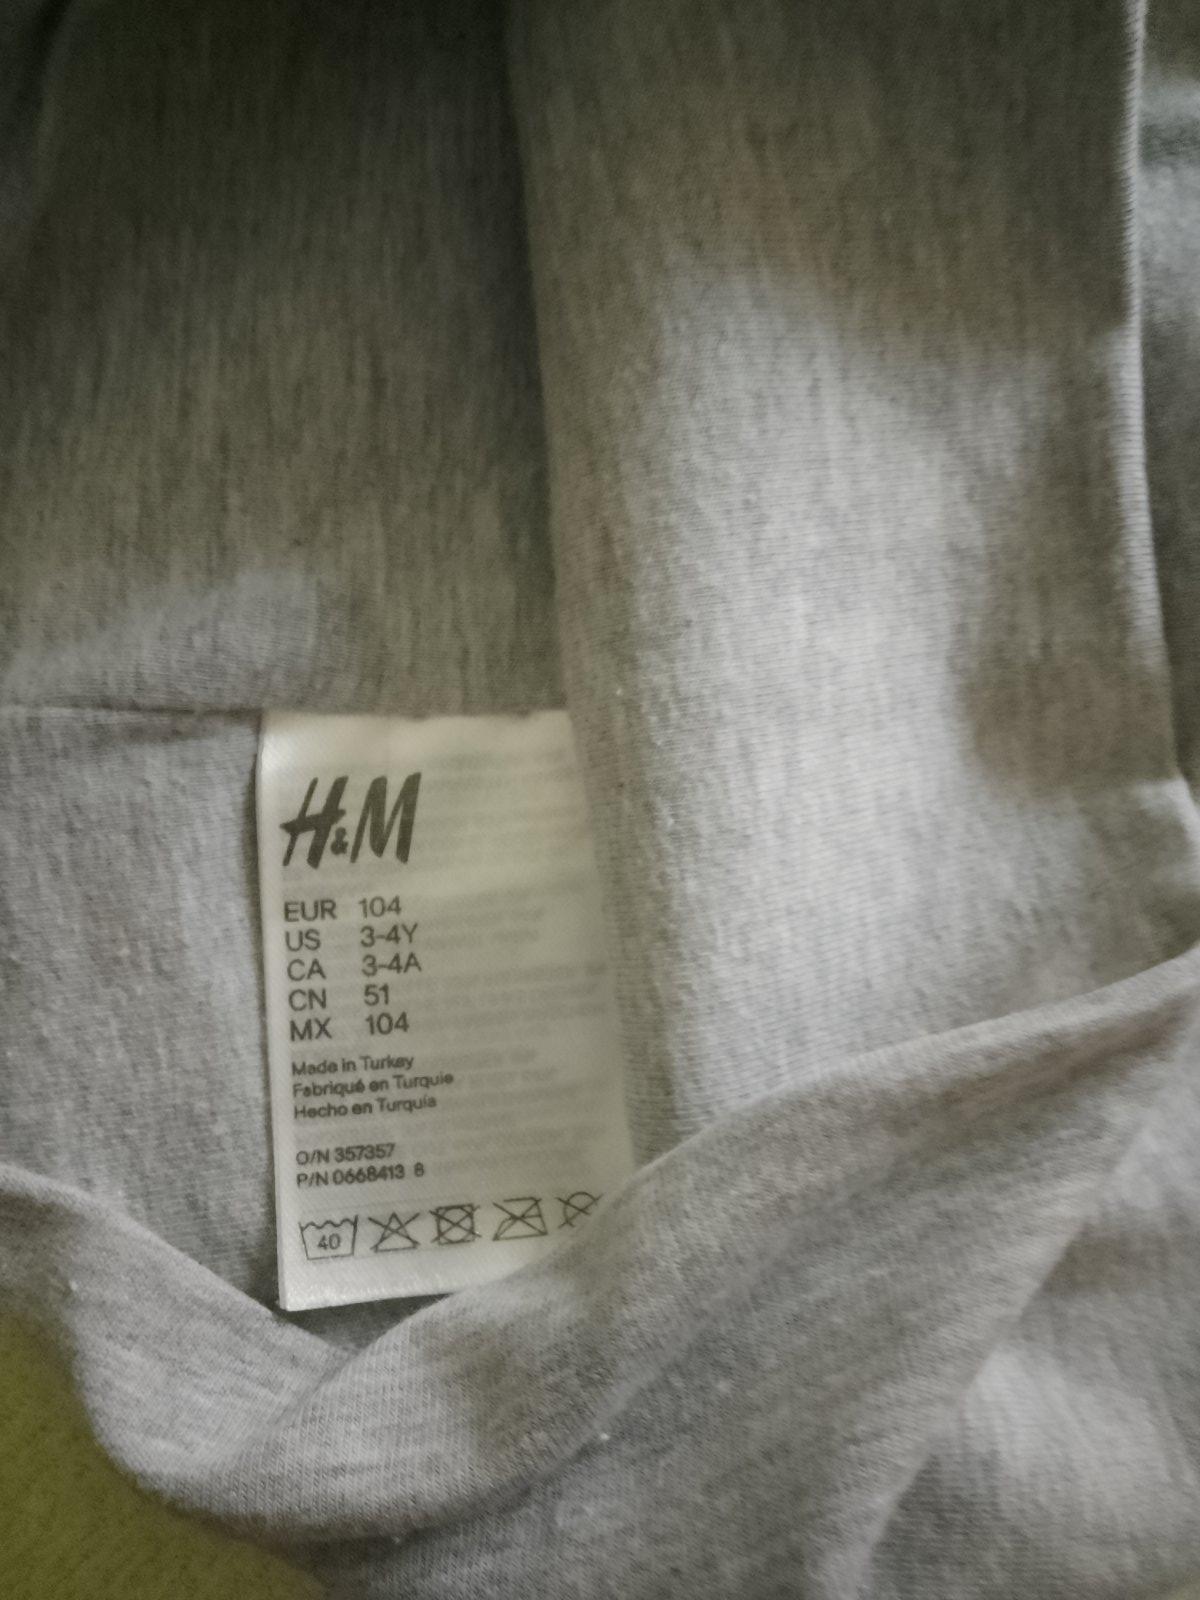 H&M
EUR 104
US 3-4Y
CA 3-4A
CN 51
MX 104
Made in Turkey
Fabriqué en Turquie
Hecho en Turquía
O/N 357357
P/N 0668413 8
40